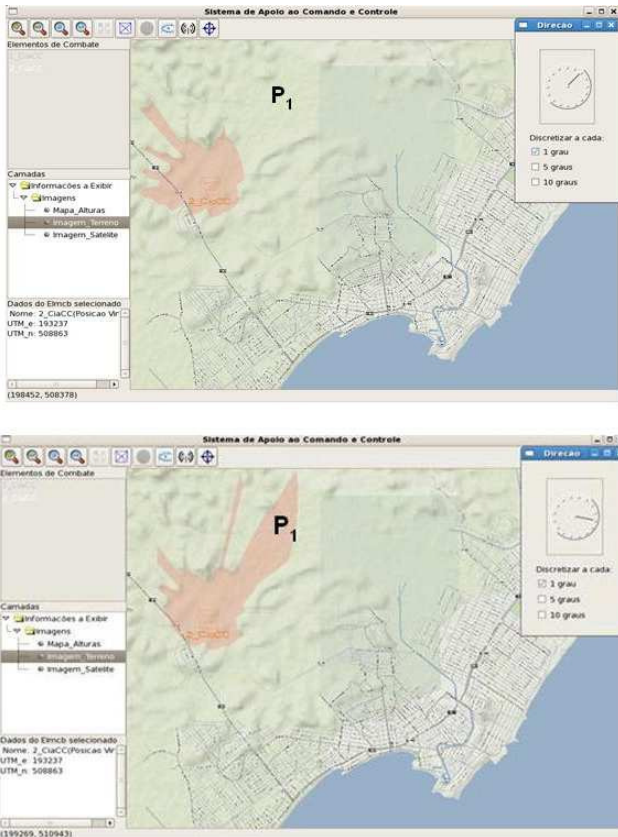 Sistema de Apoio ao Comando e Controle
Direcao
Elementos de Combate
P1
Discretizar a cada:
1 grau
5 graus
10 graus
Camadas
Informacões a Exibir
Imagens
Mapa_Alturas
Imagem_Terreno
Imagem_Satelite
2_CiaCC
Dados do Elmcb selecionado
Nome: 2_CiaCC(Posicao Vir
UTM_e: 193237
UTM_n: 508863
(198452, 508378)
Sistema de Apoio ao Comando e Controle
Direcao
Elementos de Combate
P1
Discretizar a cada:
1 grau
5 graus
10 graus
Camadas
Informacões a Exibir
Imagens
Mapa_Alturas
Imagem_Terreno
Imagem_Satelite
2_CiaCC
Dados do Elmcb selecionado
Nome: 2_CiaCC(Posicao Vir
UTM_e: 193237
UTM_n: 508863
(199269, 510943)